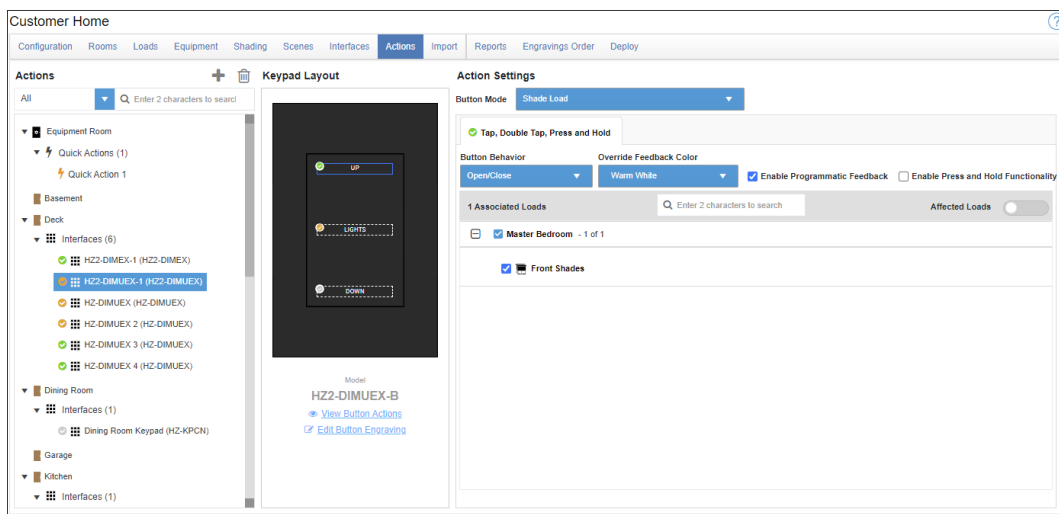 Customer Home
?
Configuration Rooms Loads Equipment Shading Scenes Interfaces Actions Import Reports Engravings Order Deploy
Actions
All
Enter 2 characters to searcl
Equipment Room
Quick Actions (1)
Quick Action 1
Basement
Deck
Interfaces (6)
HZ2-DIMEX-1 (HZ2-DIMEX)
HZ2-DIMUEX-1 (HZ2-DIMUEX)
HZ-DIMUEX (HZ-DIMUEX)
HZ-DIMUEX 2 (HZ-DIMUEX)
HZ-DIMUEX 3 (HZ-DIMUEX)
HZ-DIMUEX 4 (HZ-DIMUEX)
Dining Room
Interfaces (1)
Dining Room Keypad (HZ-KPCN)
Garage
Kitchen
Interfaces (1)
Keypad Layout
UP
LIGHTS
DOWN
Model
HZ2-DIMUEX-B
View Button Actions
Edit Button Engraving
Action Settings
Button Mode Shade Load
Tap, Double Tap, Press and Hold
Button Behavior Override Feedback Color
Open/Close Warm White Enable Programmatic Feedback Enable Press and Hold Functionality
1 Associated Loads Enter 2 characters to search Affected Loads
Master Bedroom - 1 of 1
Front Shades